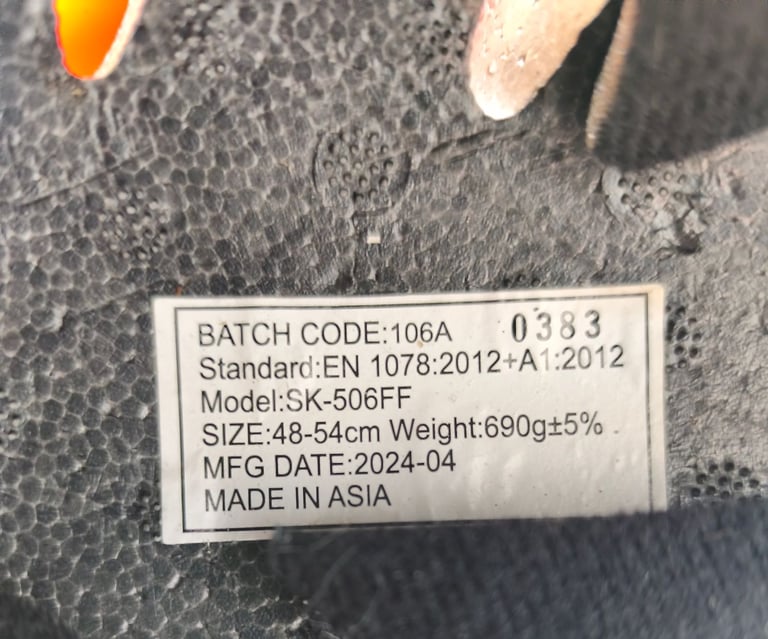 BATCH CODE:106A 0383
Standard:EN 1078:2012+A1:2012
Model:SK-506FF
SIZE:48-54cm Weight:690g±5%
MFG DATE:2024-04
MADE IN ASIA